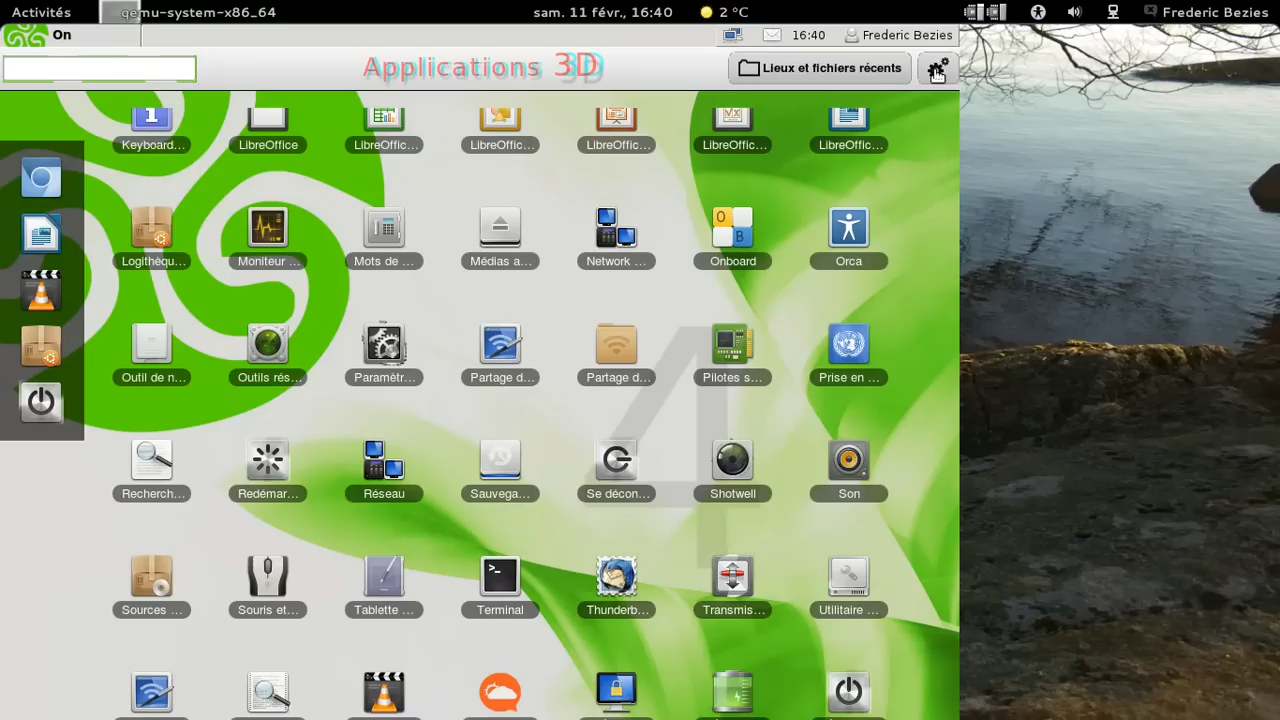 Activités qemu-system-x86_64 sam. 11 févr., 16:40 2 °C Frederic Bezies
On 16:40 Frederic Bezies
Applications 3D Lieux et fichiers récents
1
Keyboard... LibreOffice LibreOffic... LibreOffic... LibreOffic... LibreOffic... LibreOffic...
O B
Logithèqu... Moniteur ... Mots de ... Médias a... Network ... Onboard Orca
Outil de n... Outils rés... Paramètr... Partage d... Partage d... Pilotes s... Prise en ...
4
Recherch... Redémar... Réseau Sauvega... Se décon... Shotwell Son
>_
Sources ... Souris et... Tablette ... Terminal Thunderb... Transmis... Utilitaire ...